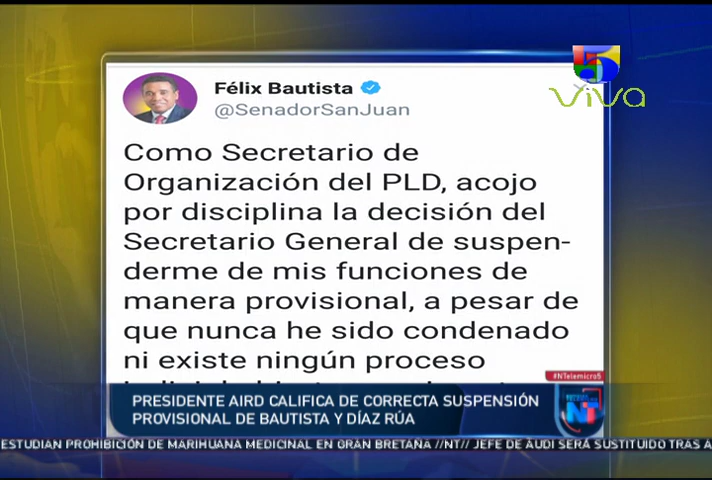 5
ViVa
Félix Bautista
@SenadorSanJuan
Como Secretario de
Organización del PLD, acojo
por disciplina la decisión del
Secretario General de suspen-
derme de mis funciones de
manera provisional, a pesar de
que nunca he sido condenado
ni existe ningún proceso
#NTelemicro5
PRESIDENTE AIRD CALIFICA DE CORRECTA SUSPENSIÓN
PROVISIONAL DE BAUTISTA Y DÍAZ RÚA
NT
ESTUDIAN PROHIBICIÓN DE MARIHUANA MEDICINAL EN GRAN BRETAÑA //NT// JEFE DE AUDI SERÁ SUSTITUIDO TRAS A